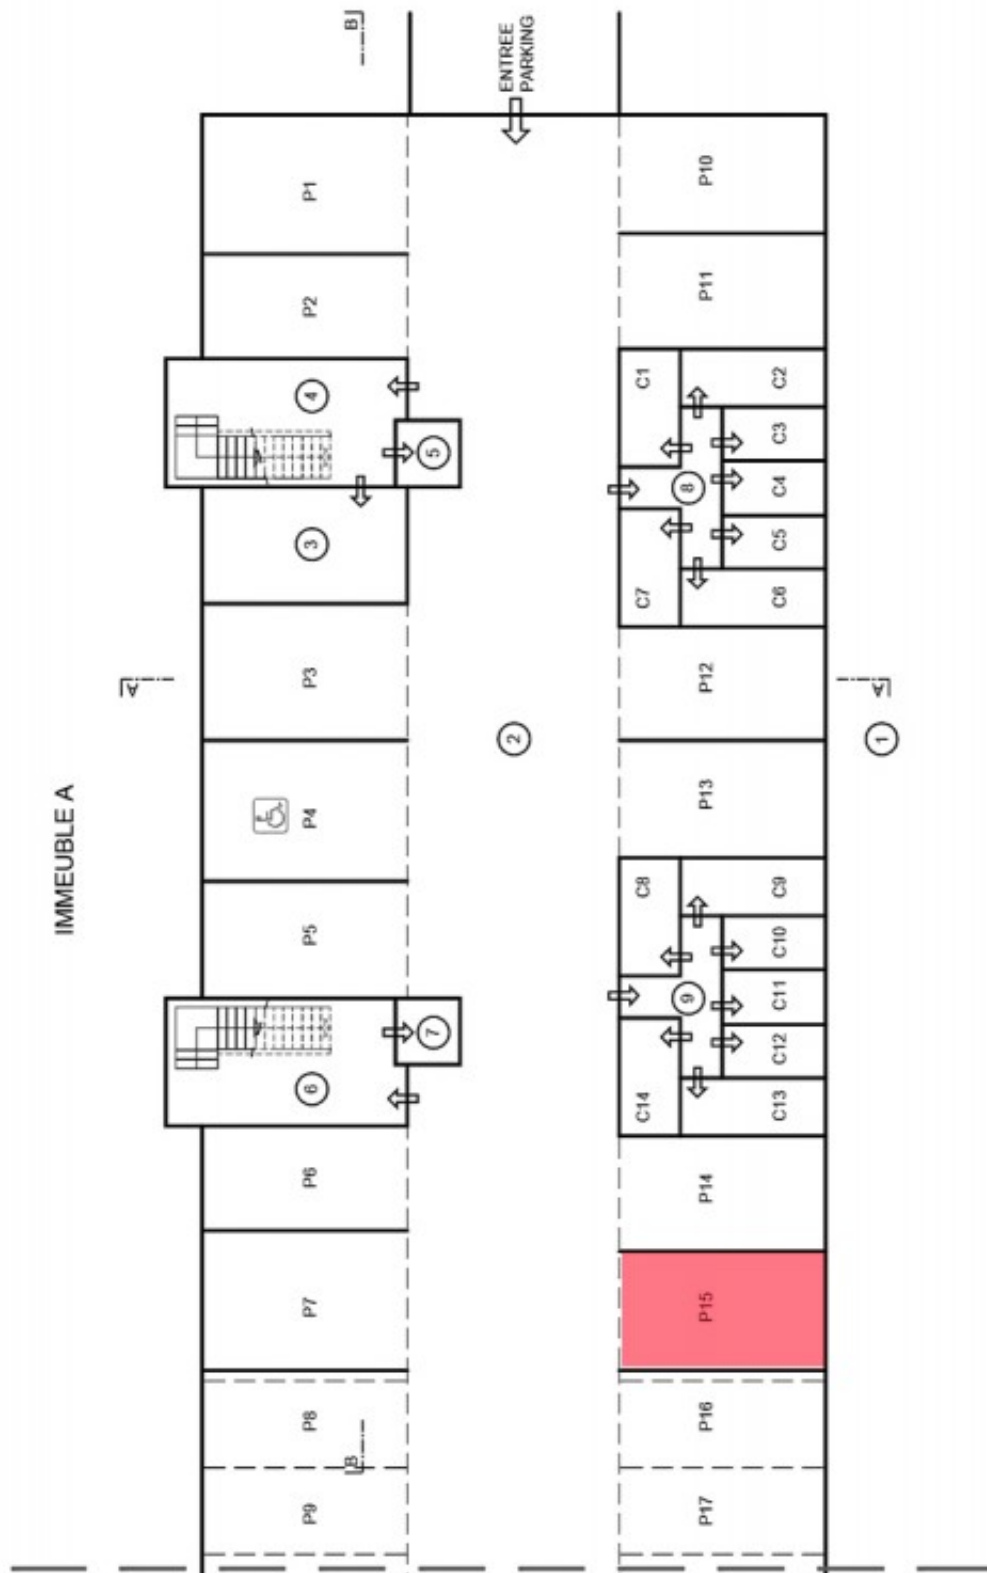 IMMEUBLE A
B
ENTREE
PARKING
P1
P2
4
5
3
P3
P4
P5
6
7
P6
P7
P8
B
P9
A
2
A
1
P10
P11
C1
C2
C3
C4
C5
C6
C7
8
P12
P13
C8
C9
C10
C11
C12
C13
C14
9
P14
P15
P16
P17